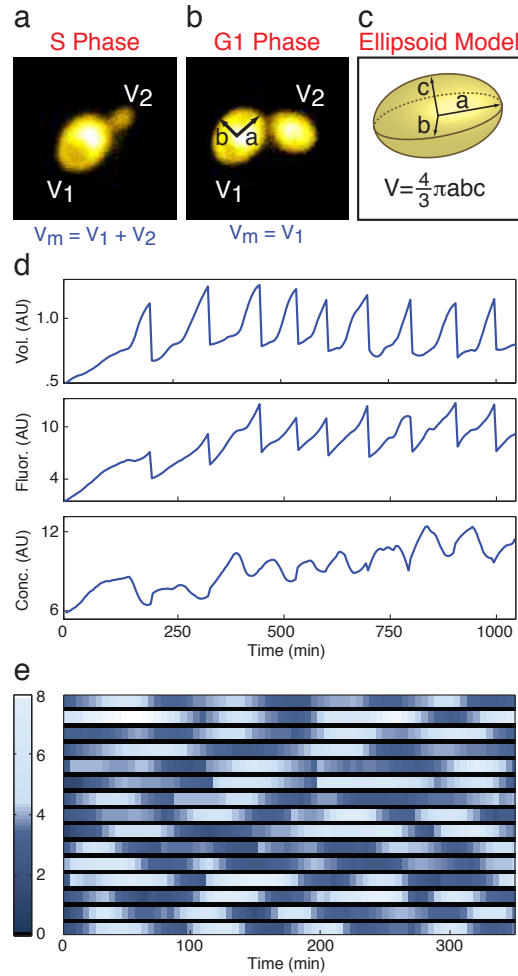 a
b
c
S Phase
G1 Phase
Ellipsoid Model
V2
V1
V2
b
a
V1
c
a
b
V=4/3πabc
Vm = V1 + V2
Vm = V1
d
Vol. (AU)
1.0
.5
Fluor. (AU)
10
4
Conc. (AU)
12
6
0
250
500
750
1000
Time (min)
e
8
6
4
2
0
0
100
200
300
Time (min)